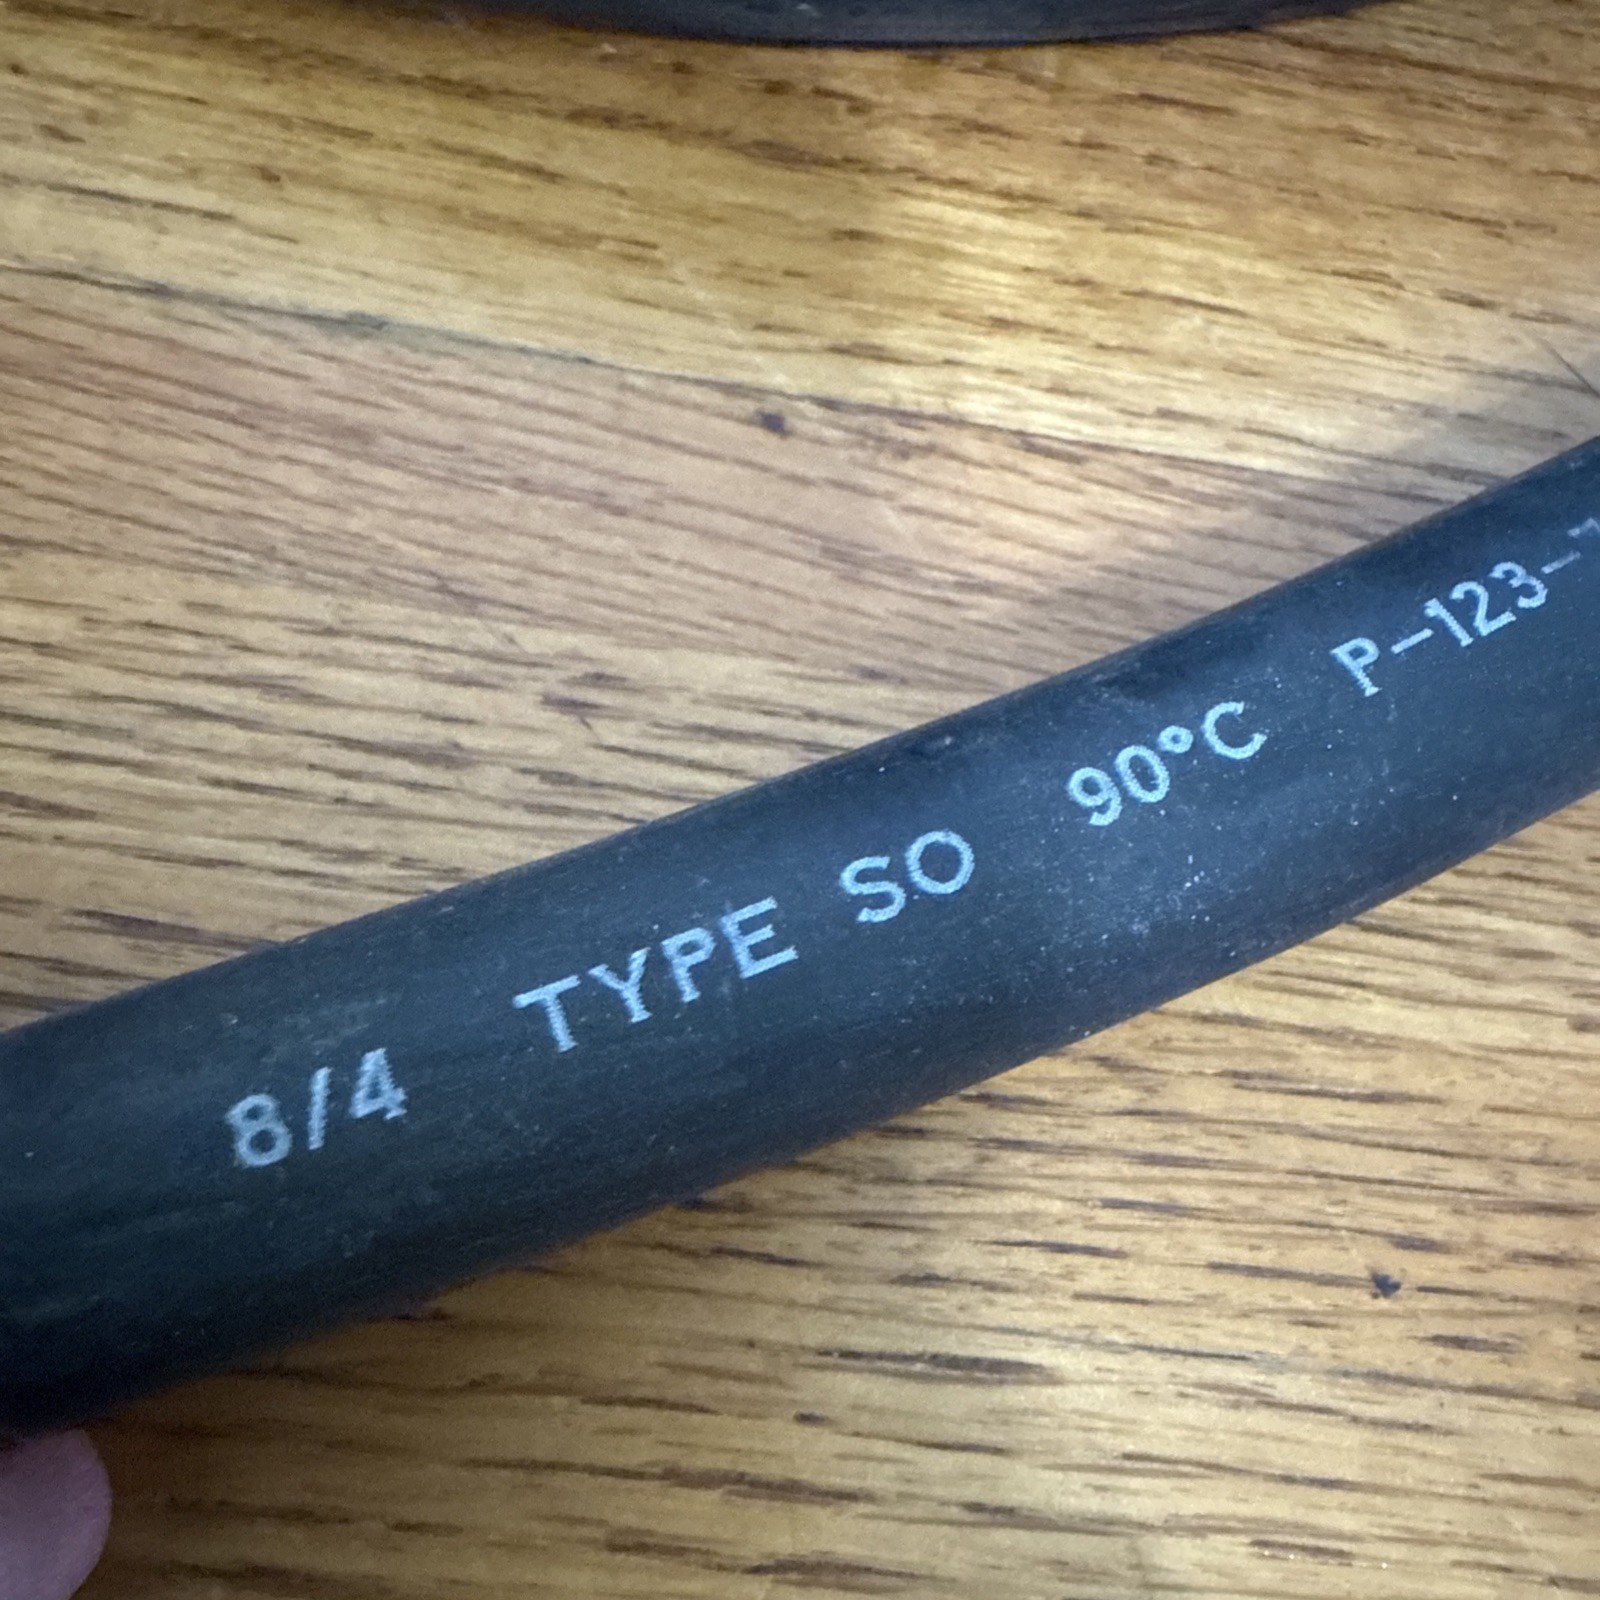 8/4 TYPE SO 90°C P-123-